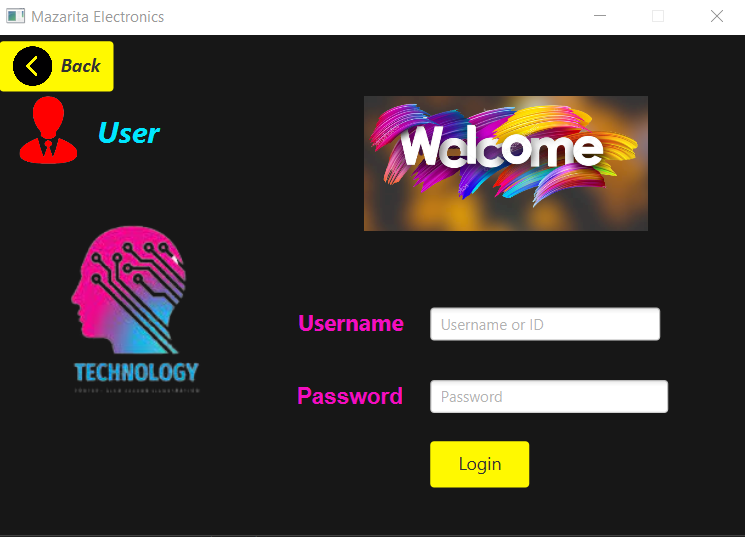 Mazarita Electronics
Back
User
Welcome
TECHNOLOGY
Username
Username or ID
Password
Password
Login